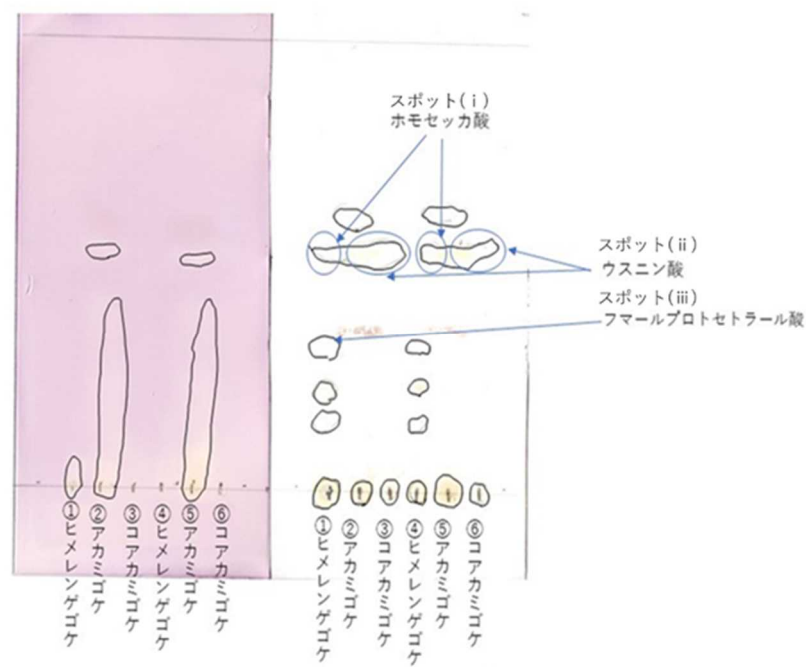 スポット(ⅰ)
ホモセッカ酸
スポット(ⅱ)
ウスニン酸
スポット(ⅲ)
フマールプロトセトラール酸
①ヒメレンゲゴケ
②アカミゴケ
③コアカミゴケ
④ヒメレンゲゴケ
⑤アカミゴケ
⑥コアカミゴケ
①ヒメレンゲゴケ
②アカミゴケ
③コアカミゴケ
④ヒメレンゲゴケ
⑤アカミゴケ
⑥コアカミゴケ